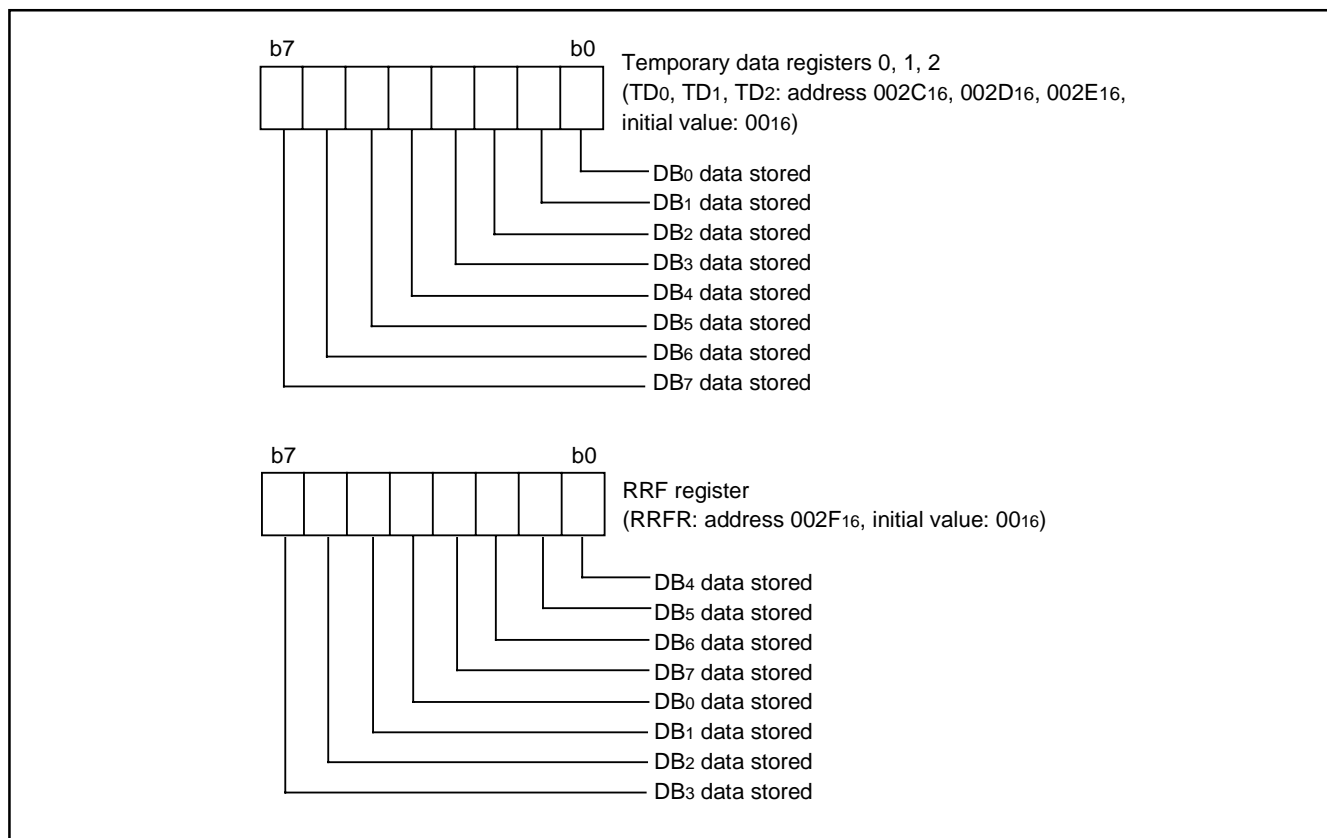 b7 b0
Temporary data registers 0, 1, 2
(TD0, TD1, TD2: address 002C16, 002D16, 002E16,
initial value: 0016)
DB0 data stored
DB1 data stored
DB2 data stored
DB3 data stored
DB4 data stored
DB5 data stored
DB6 data stored
DB7 data stored
b7 b0
RRF register
(RRFR: address 002F16, initial value: 0016)
DB4 data stored
DB5 data stored
DB6 data stored
DB7 data stored
DB0 data stored
DB1 data stored
DB2 data stored
DB3 data stored